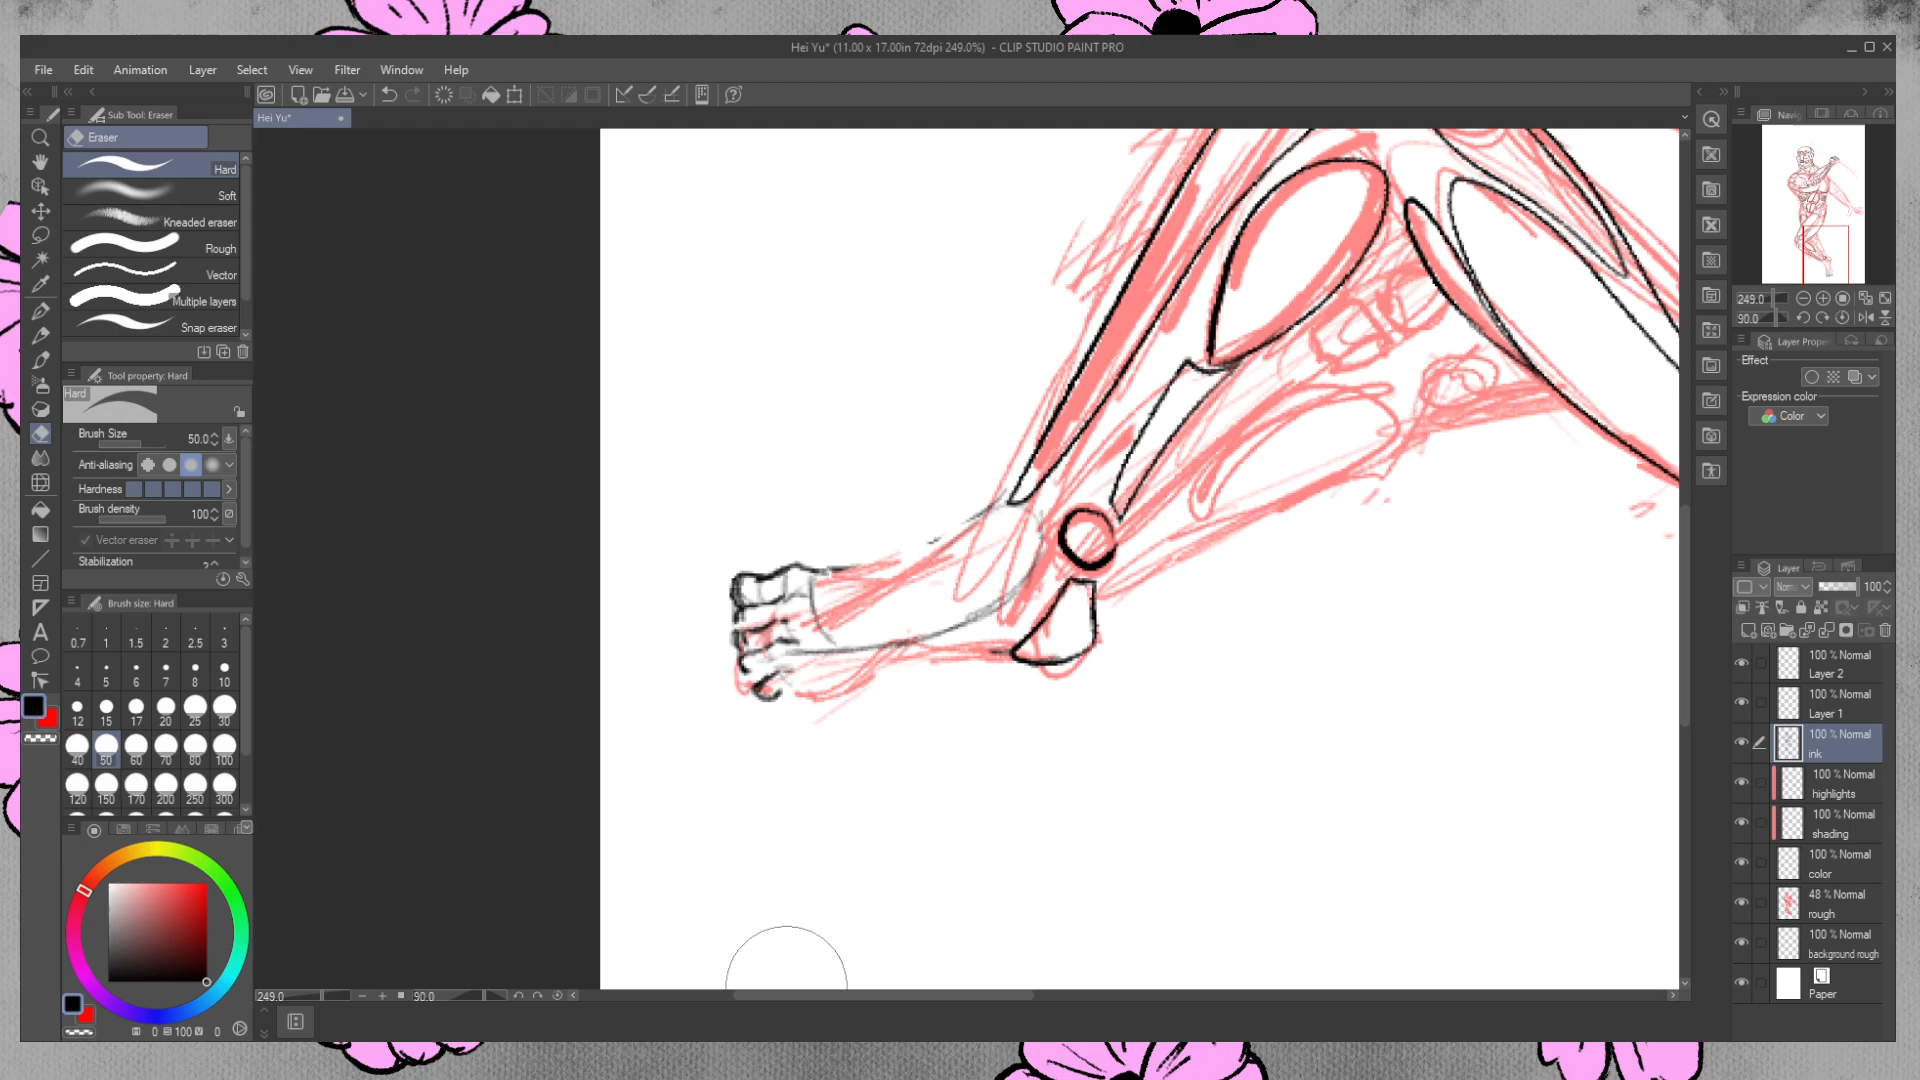 Hei Yu* (11.00 x 17.00in 72dpi 249.0%) - CLIP STUDIO PAINT PRO
File Edit Animation Layer Select View Filter Window Help
Sub Tool: Eraser
Hei Yu*
Eraser
Hard
Soft
Kneaded eraser
Rough
Vector
Multiple layers
Snap eraser
Tool property: Hard
Hard
Brush Size 50.0
Anti-aliasing
Hardness
Brush density 100
Vector eraser
Stabilization
Brush size: Hard
0.7 1 1.5 2 2.5 3
4 5 6 7 8 10
12 15 17 20 25 30
40 50 60 70 80 100
120 150 170 200 250 300
0 100 0
249.0 90.0
Navig
249.0
90.0
Layer Proper
Effect
Expression color
Color
Layer
Norm 100
100 % Normal
Layer 2
100 % Normal
Layer 1
100 % Normal
ink
100 % Normal
highlights
100 % Normal
shading
100 % Normal
color
48 % Normal
rough
100 % Normal
background rough
Paper